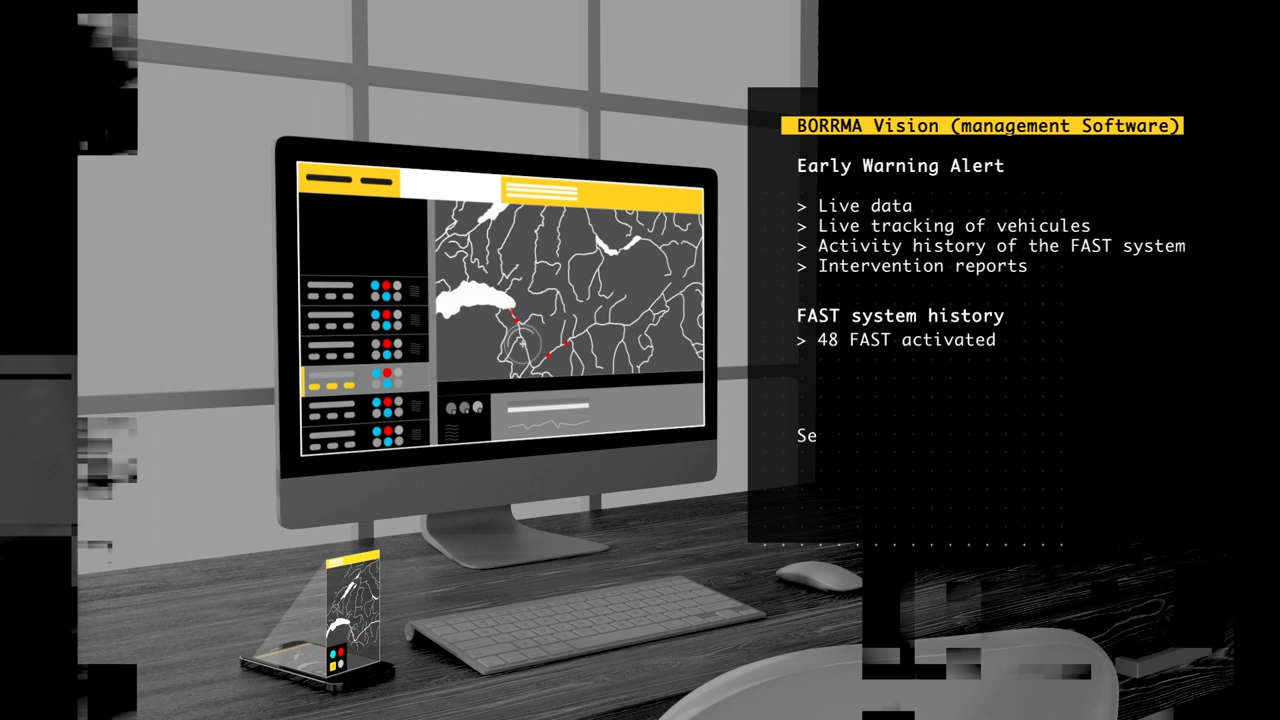 BORRMA Vision (management Software)
Early Warning Alert
> Live data
> Live tracking of vehicules
> Activity history of the FAST system
> Intervention reports
FAST system history
> 48 FAST activated
Se